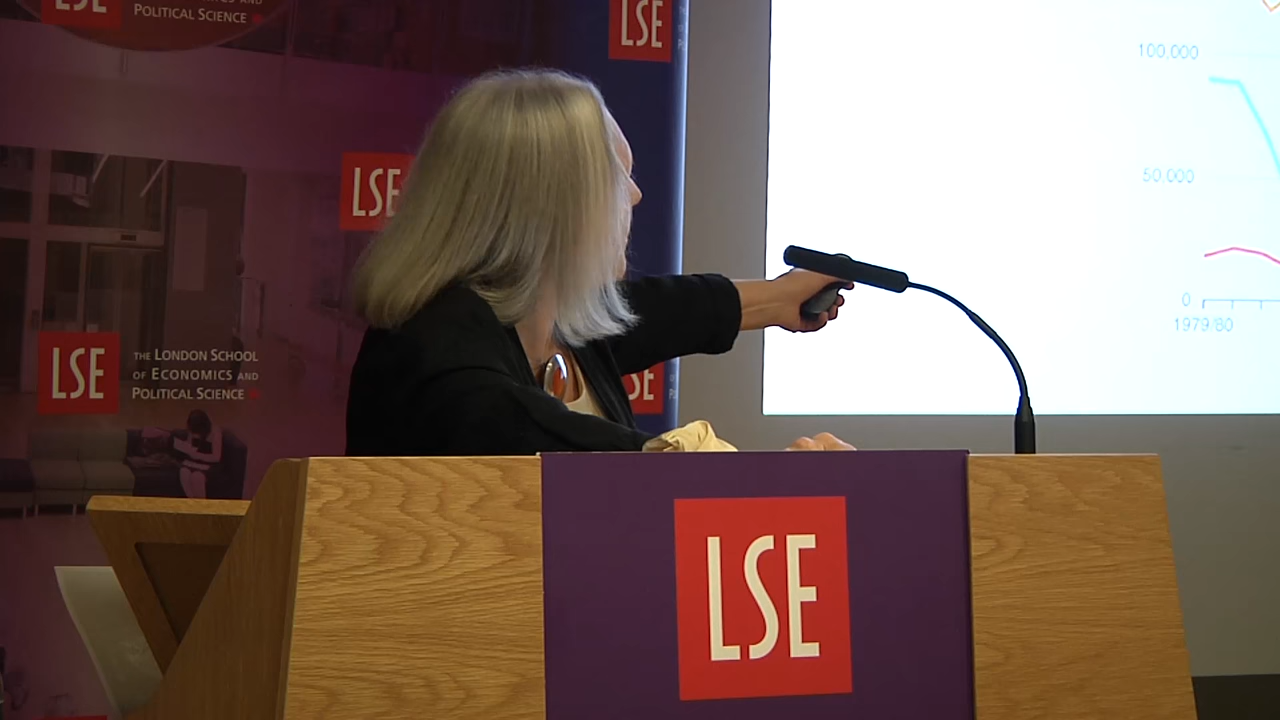 LSE
POLITICAL SCIENCE
LSE
LSE
LSE
THE LONDON SCHOOL
OF ECONOMICS AND
POLITICAL SCIENCE
SE
100,000
50,000
0
1979/80
LSE